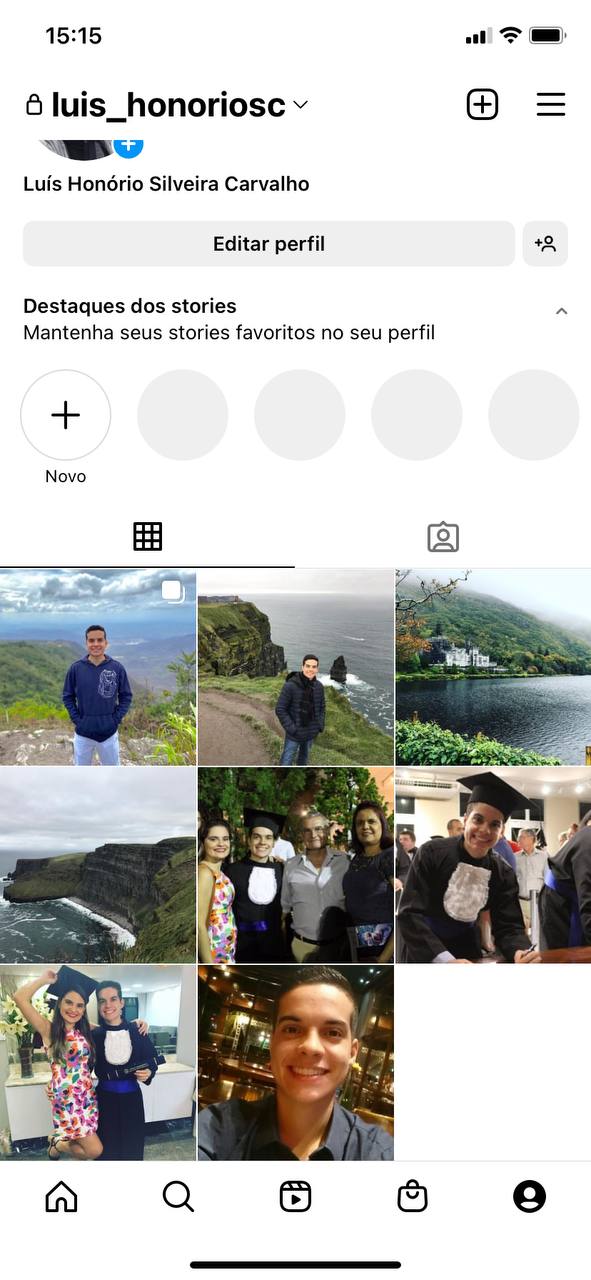 15:15
luis_honoriosc
Luís Honório Silveira Carvalho
Editar perfil
Destaques dos stories
Mantenha seus stories favoritos no seu perfil
Novo